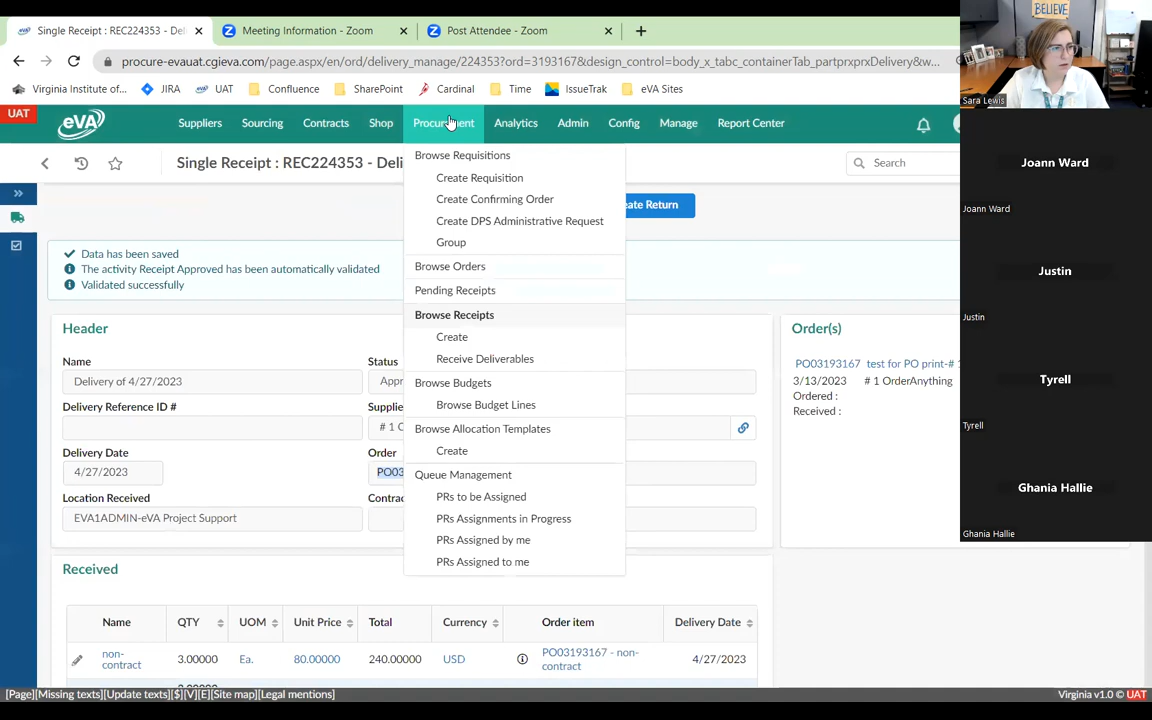 Single Receipt : REC224353 - Del
Meeting Information - Zoom
Post Attendee - Zoom
procure-evauat.cgieva.com/page.aspx/en/ord/delivery_manage/224353?ord=3193167&design_control=body_x_tabc_containerTab_partprxprxDelivery&w...
Virginia Institute of...
JIRA
UAT
Confluence
SharePoint
Cardinal
Time
IssueTrak
eVA Sites
UAT
eVA
Suppliers
Sourcing
Contracts
Shop
Procurement
Analytics
Admin
Config
Manage
Report Center
Single Receipt : REC224353 - Deli
Search
Browse Requisitions
Create Requisition
Create Confirming Order
Create DPS Administrative Request
Group
Browse Orders
Pending Receipts
Browse Receipts
Create
Receive Deliverables
Browse Budgets
Browse Budget Lines
Browse Allocation Templates
Create
Queue Management
PRs to be Assigned
PRs Assignments in Progress
PRs Assigned by me
PRs Assigned to me
eate Return
Data has been saved
The activity Receipt Approved has been automatically validated
Validated successfully
Header
Name
Status
Delivery of 4/27/2023
Appr
Delivery Reference ID #
Supplie
# 1 C
Delivery Date
Order
4/27/2023
PO03
Location Received
Contrac
EVA1ADMIN-eVA Project Support
Order(s)
PO03193167 test for PO print-# 1
3/13/2023 # 1 OrderAnything
Ordered :
Received :
Received
Name QTY UOM Unit Price Total Currency Order item Delivery Date
non-contract 3.00000 Ea. 80.00000 240.00000 USD PO03193167 - non-contract 4/27/2023
[Page][Missing texts][Update texts][$][V][E][Site map][Legal mentions]
Virginia v1.0 UAT
BELIEVE
Sara Lewis
Joann Ward
Joann Ward
Justin
Justin
Tyrell
Tyrell
Ghania Hallie
Ghania Hallie